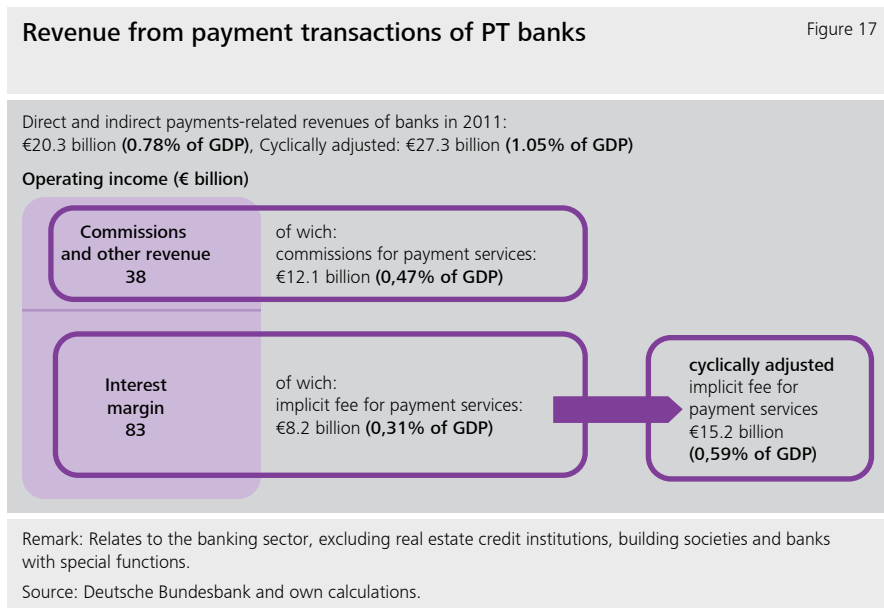 Revenue from payment transactions of PT banks
Figure 17
Direct and indirect payments-related revenues of banks in 2011:
€20.3 billion (0.78% of GDP), Cyclically adjusted: €27.3 billion (1.05% of GDP)
Operating income (€ billion)
Commissions
and other revenue
38
of wich:
commissions for payment services:
€12.1 billion (0,47% of GDP)
Interest
margin
83
of wich:
implicit fee for payment services:
€8.2 billion (0,31% of GDP)
cyclically adjusted
implicit fee for
payment services
€15.2 billion
(0,59% of GDP)
Remark: Relates to the banking sector, excluding real estate credit institutions, building societies and banks
with special functions.
Source: Deutsche Bundesbank and own calculations.